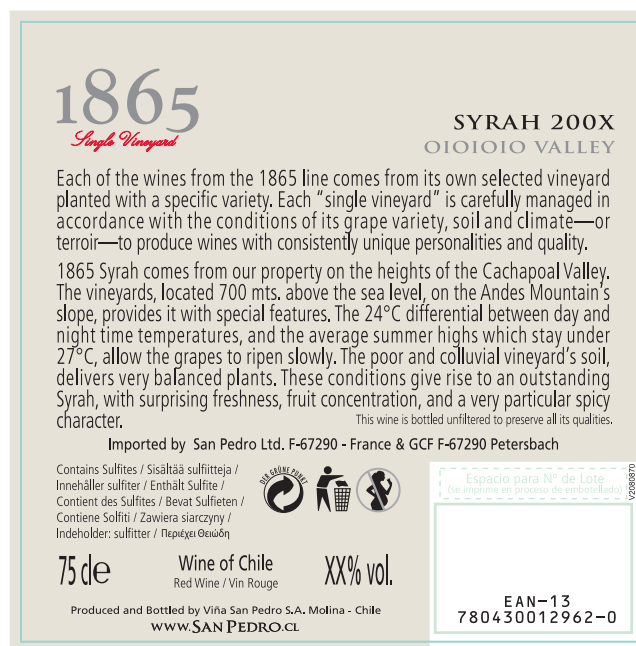 1865
Single Vineyard
SYRAH 200X
OIOIOIO VALLEY
Each of the wines from the 1865 line comes from its own selected vineyard
planted with a specific variety. Each “single vineyard” is carefully managed in
accordance with the conditions of its grape variety, soil and climate—or
terroir—to produce wines with consistently unique personalities and quality.
1865 Syrah comes from our property on the heights of the Cachapoal Valley.
The vineyards, located 700 mts. above the sea level, on the Andes Mountain's
slope, provides it with special features. The 24°C differential between day and
night time temperatures, and the average summer highs which stay under
27°C, allow the grapes to ripen slowly. The poor and colluvial vineyard's soil,
delivers very balanced plants. These conditions give rise to an outstanding
Syrah, with surprising freshness, fruit concentration, and a very particular spicy
character.
This wine is bottled unfiltered to preserve all its qualities.
Imported by San Pedro Ltd. F-67290 - France & GCF F-67290 Petersbach
Contains Sulfites / Sisältää sulfiitteja /
Innehåller sulfiter / Enthält Sulfite /
Contient des Sulfites / Bevat Sulfieten /
Contiene Solfiti / Zawiera siarczyny /
Indeholder: sulfitter / Περιέχει Θειώδη
DER GRÜNE PUNKT
Espacio para Nº de Lote
(se imprime en proceso de embotellado)
V2080870
75 cl e
Wine of Chile
Red Wine / Vin Rouge
XX% vol.
Produced and Bottled by Viña San Pedro S.A. Molina - Chile
WWW.SAN PEDRO.CL
EAN-13
780430012962-0